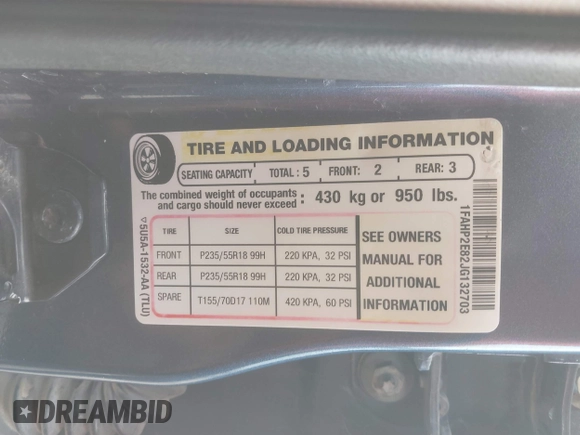 TIRE AND LOADING INFORMATION
SEATING CAPACITY TOTAL : 5 FRONT: 2 REAR: 3
The combined weight of occupants
and cargo should never exceed : 430 kg or 950 lbs.
TIRE SIZE COLD TIRE PRESSURE
FRONT P235/55R18 99H 220 KPA, 32 PSI
REAR P235/55R18 99H 220 KPA, 32 PSI
SPARE T155/70D17 110M 420 KPA, 60 PSI
SEE OWNERS
MANUAL FOR
ADDITIONAL
INFORMATION
5U5A-1532-AA (TLU)
1FAHP2E82JG132703
DREAMBID